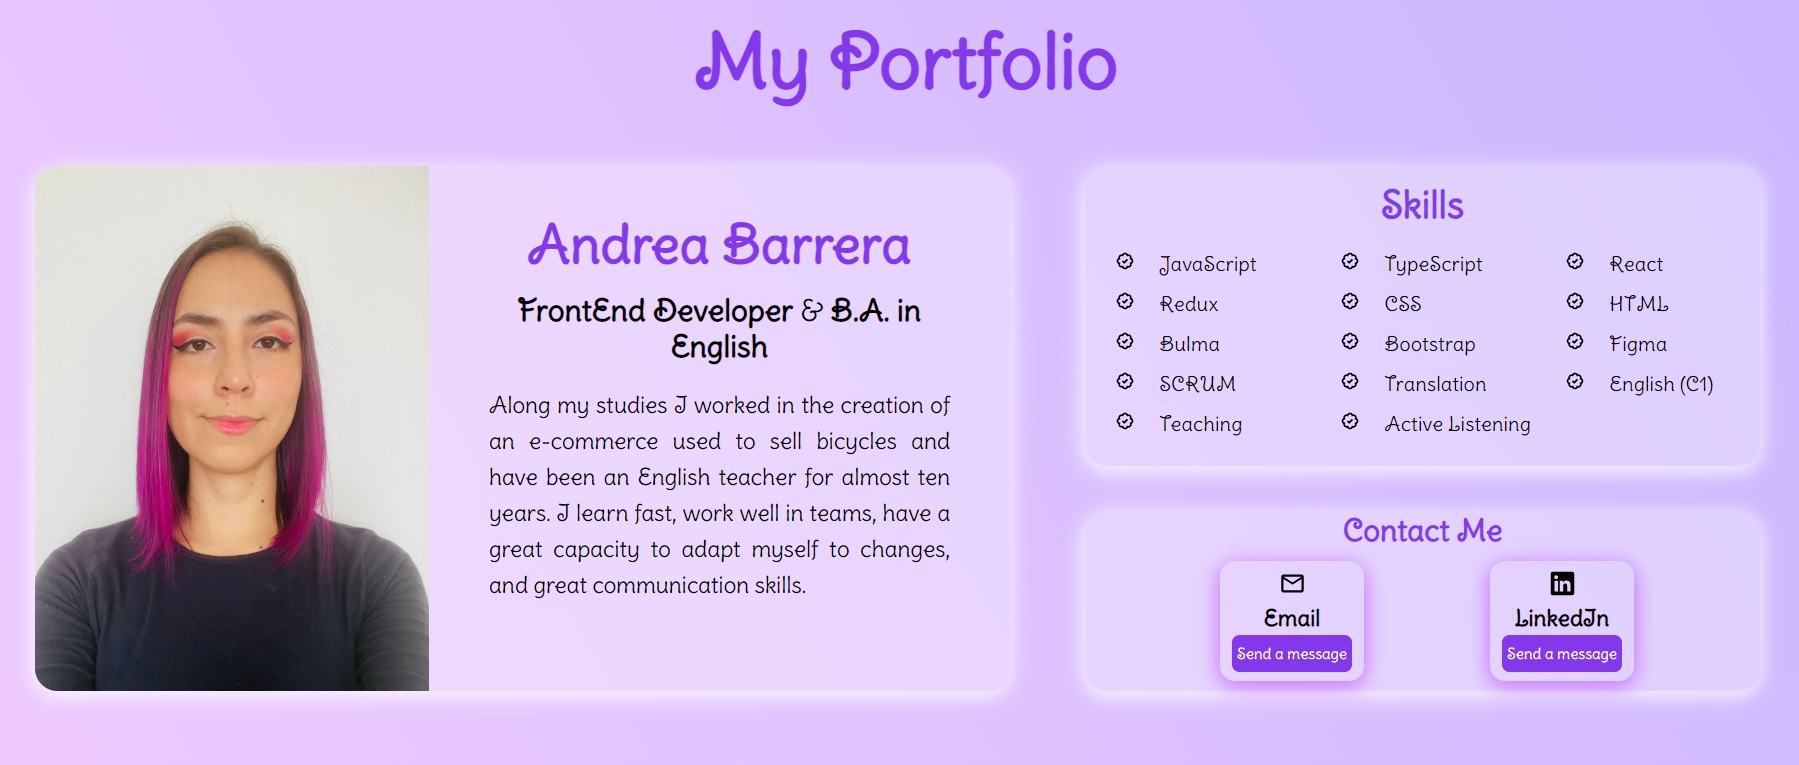 My Portfolio
Andrea Barrera
FrontEnd Developer & B.A. in
English
Along my studies I worked in the creation of
an e-commerce used to sell bicycles and
have been an English teacher for almost ten
years. I learn fast, work well in teams, have a
great capacity to adapt myself to changes,
and great communication skills.
Skills
JavaScript TypeScript React
Redux CSS HTML
Bulma Bootstrap Figma
SCRUM Translation English (C1)
Teaching Active Listening
Contact Me
in
Email LinkedIn
Send a message Send a message